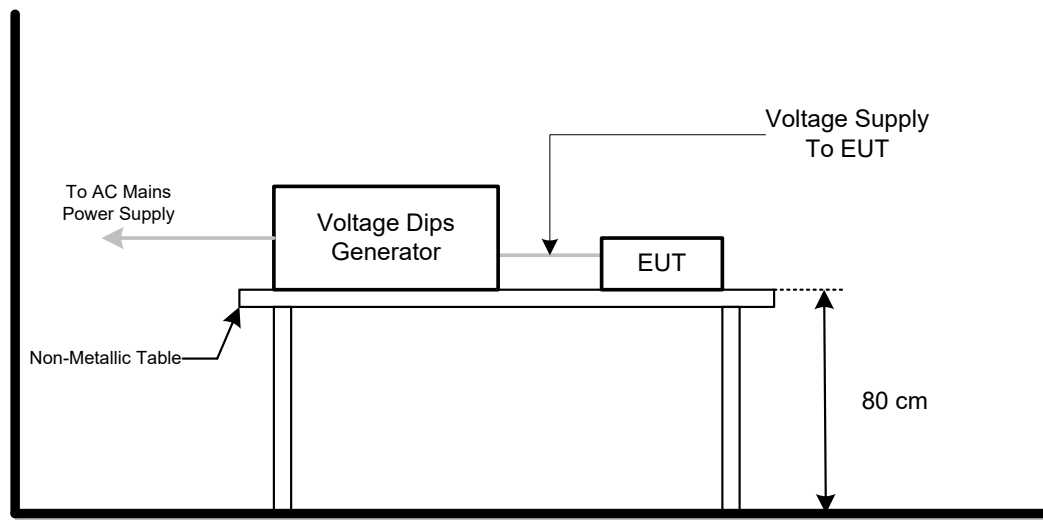 Voltage Supply
To EUT
To AC Mains
Power Supply
Voltage Dips
Generator
EUT
Non-Metallic Table
80 cm